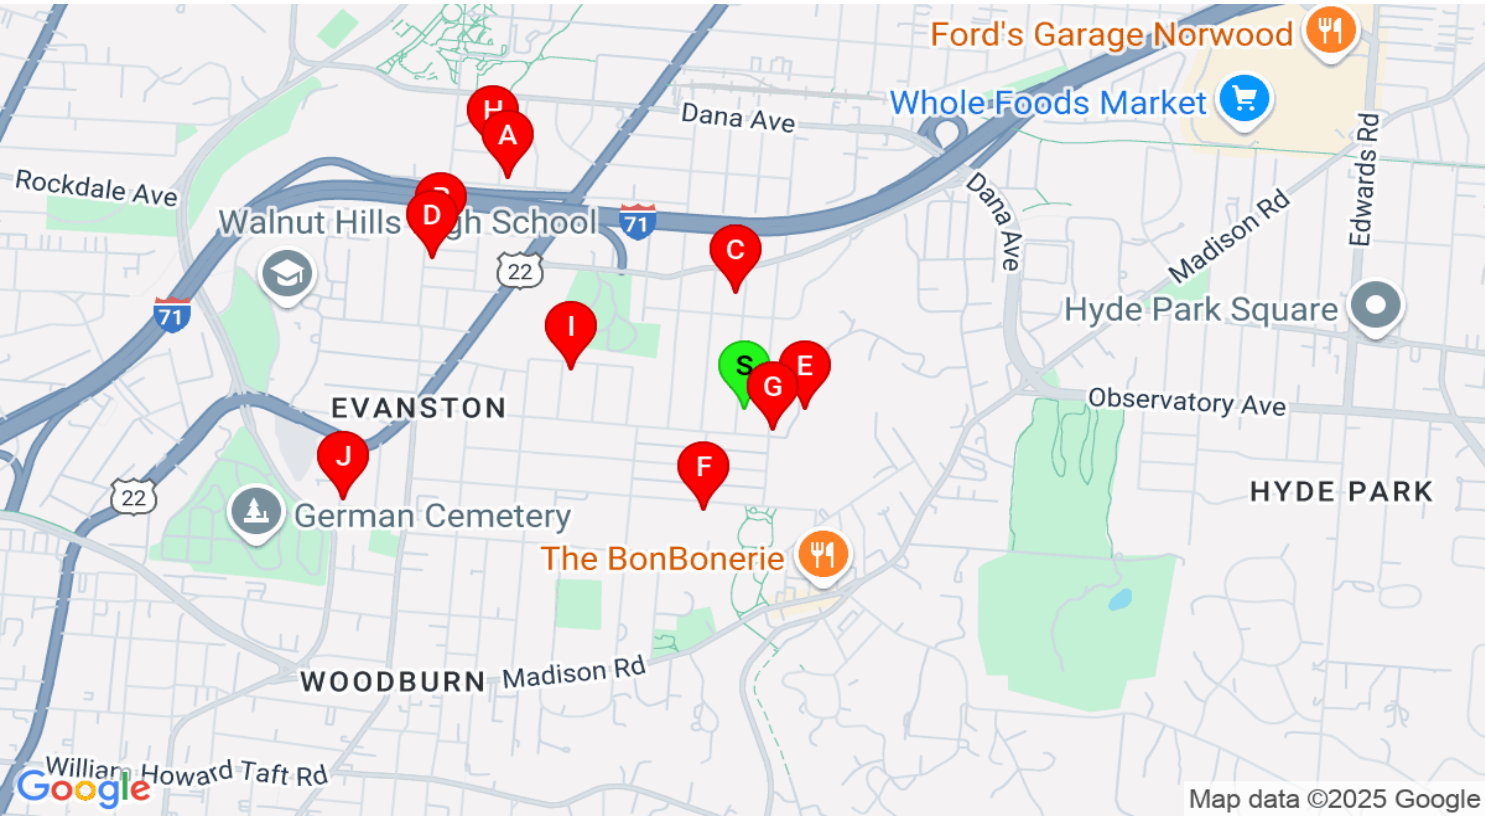 Ford's Garage Norwood
Whole Foods Market
Dana Ave
H
A
Edwards Rd
Rockdale Ave
D
Walnut Hills High School
71
C
Dana Ave
Madison Rd
22
71
I
Hyde Park Square
S
G
E
EVANSTON
Observatory Ave
J
F
22
German Cemetery
HYDE PARK
The BonBonerie
WOODBURN
Madison Rd
William Howard Taft Rd
Google
Map data ©2025 Google